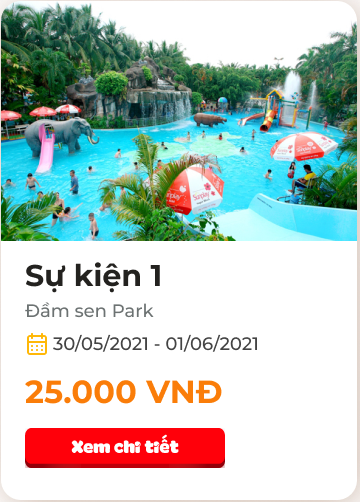 Sự kiện 1
Đầm sen Park
30/05/2021 - 01/06/2021
25.000 VNĐ
Xem chi tiết